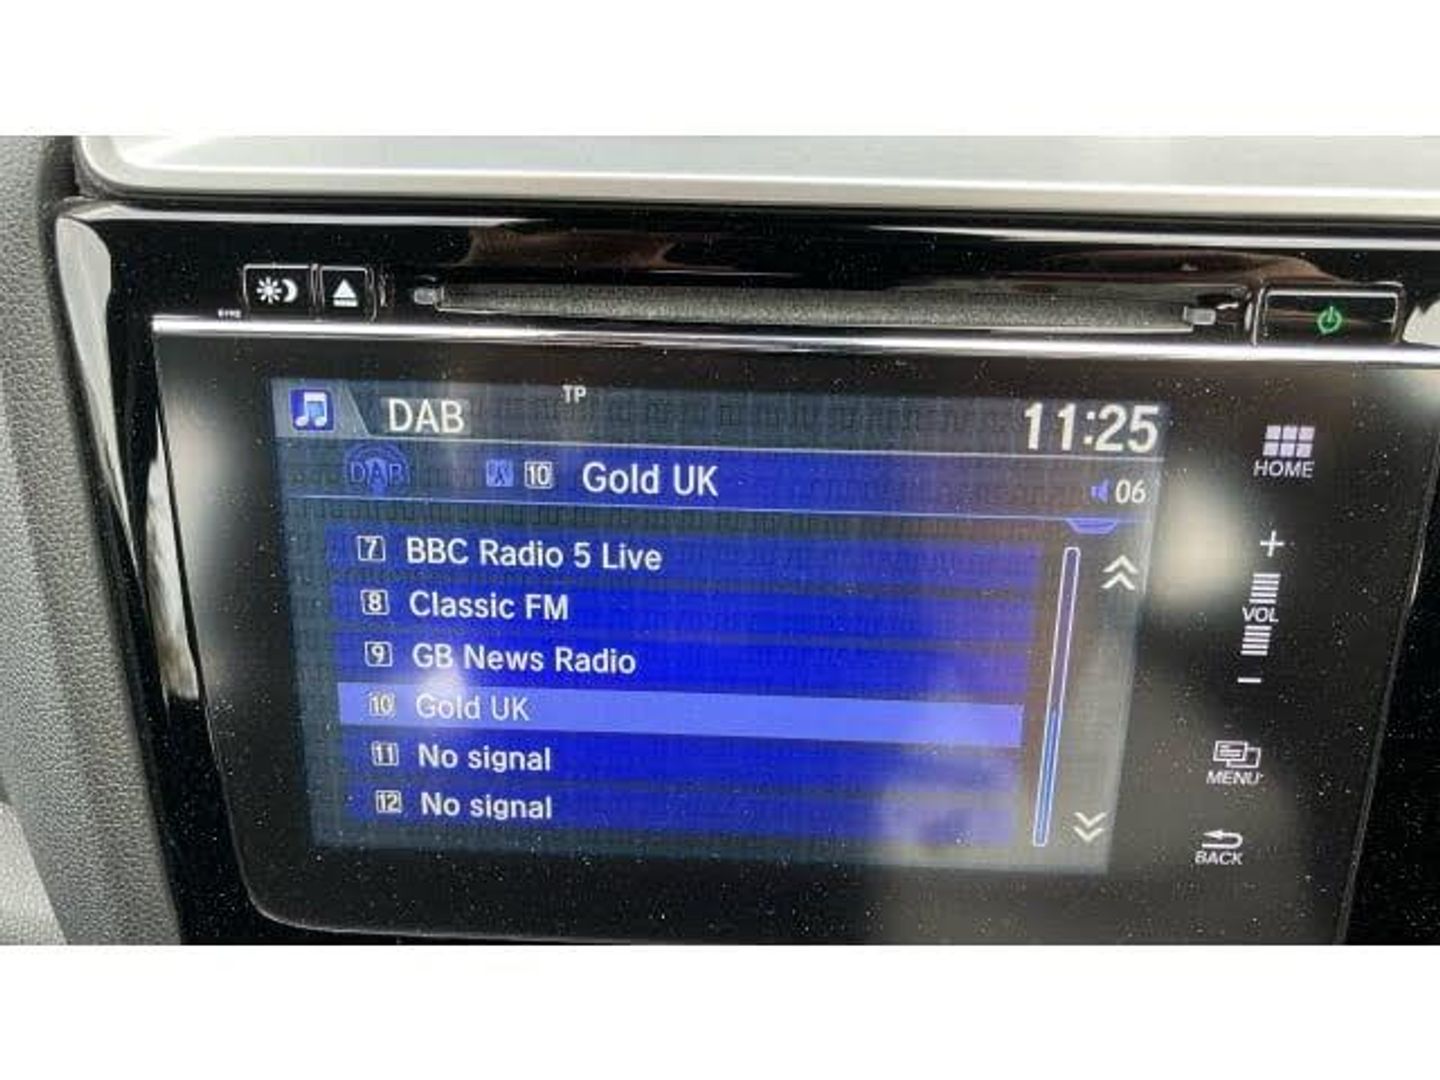 TP
DAB
11:25
DAB
10 Gold UK
06
HOME
7 BBC Radio 5 Live
8 Classic FM
9 GB News Radio
10 Gold UK
11 No signal
12 No signal
+
VOL
−
MENU
BACK